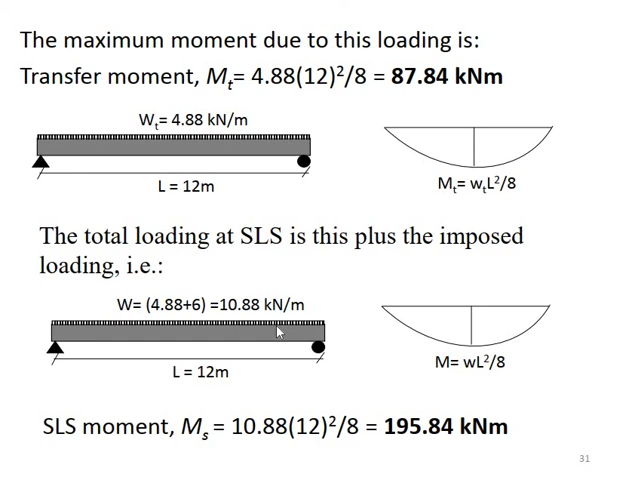 The maximum moment due to this loading is:
Transfer moment, Mt= 4.88(12)²/8 = 87.84 kNm
Wt= 4.88 kN/m
L = 12m
Mt= wtL²/8
The total loading at SLS is this plus the imposed
loading, i.e.:
W= (4.88+6) =10.88 kN/m
L = 12m
M= wL²/8
SLS moment, Ms = 10.88(12)²/8 = 195.84 kNm
31